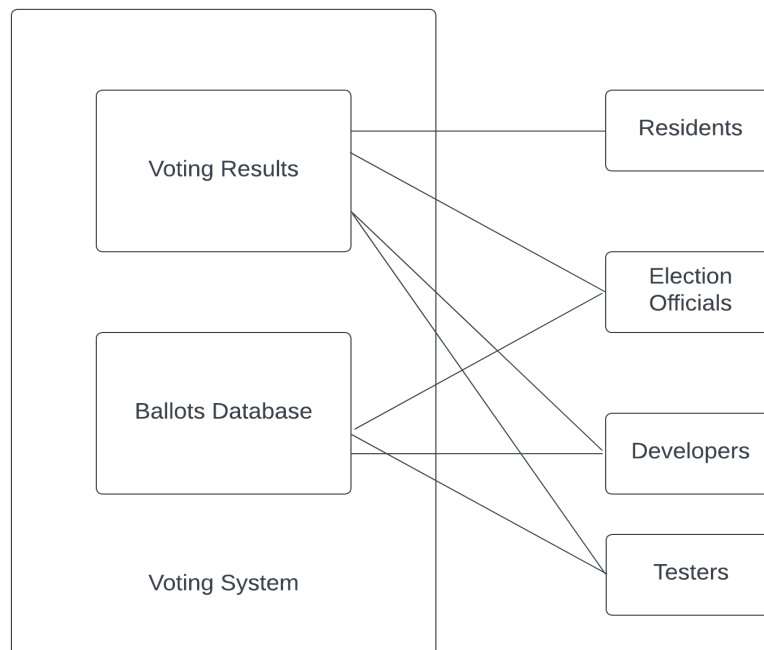 Voting Results
Residents
Election
Officials
Ballots Database
Developers
Testers
Voting System